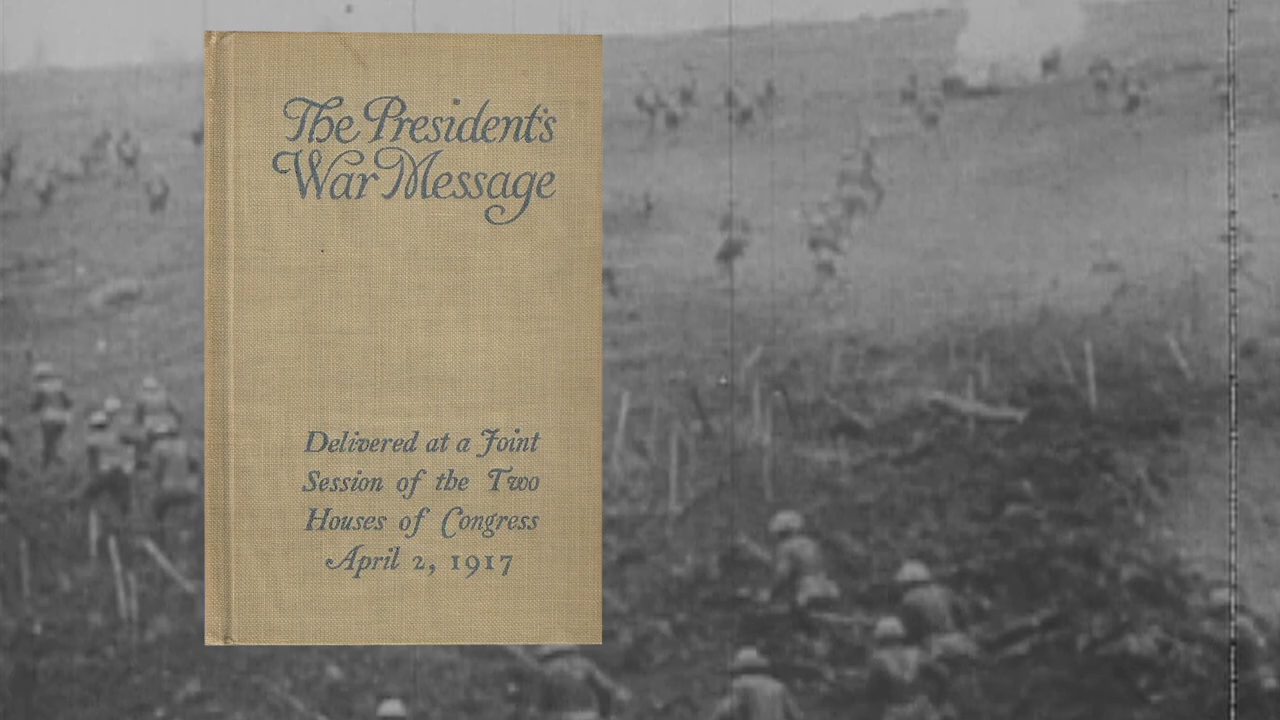 The President's
War Message
Delivered at a Joint
Session of the Two
Houses of Congress
April 2, 1917